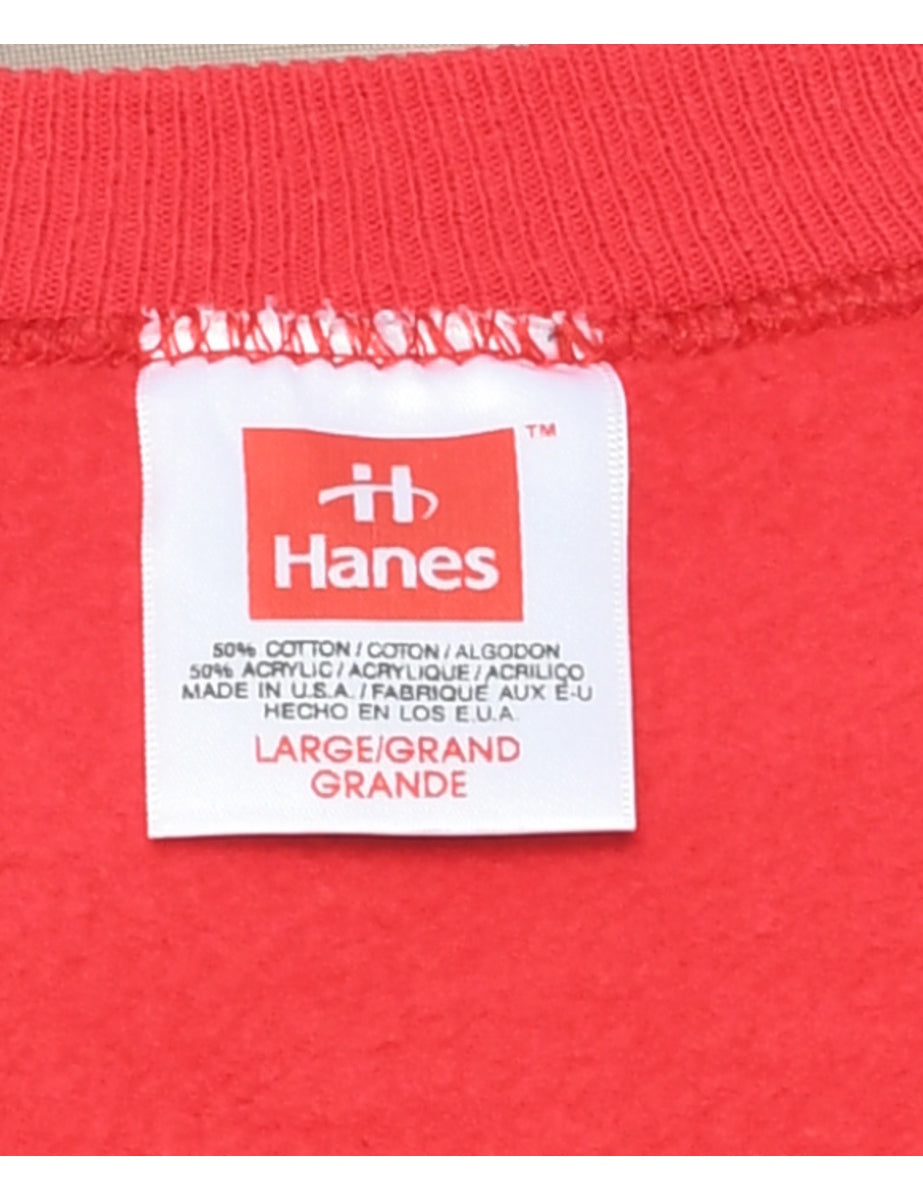 TM
Hanes
50% COTTON / COTON / ALGODON
50% ACRYLIC / ACRYLIQUE / ACRILICO
MADE IN U.S.A. / FABRIQUE AUX E-U
HECHO EN LOS E.U.A.
LARGE/GRAND
GRANDE